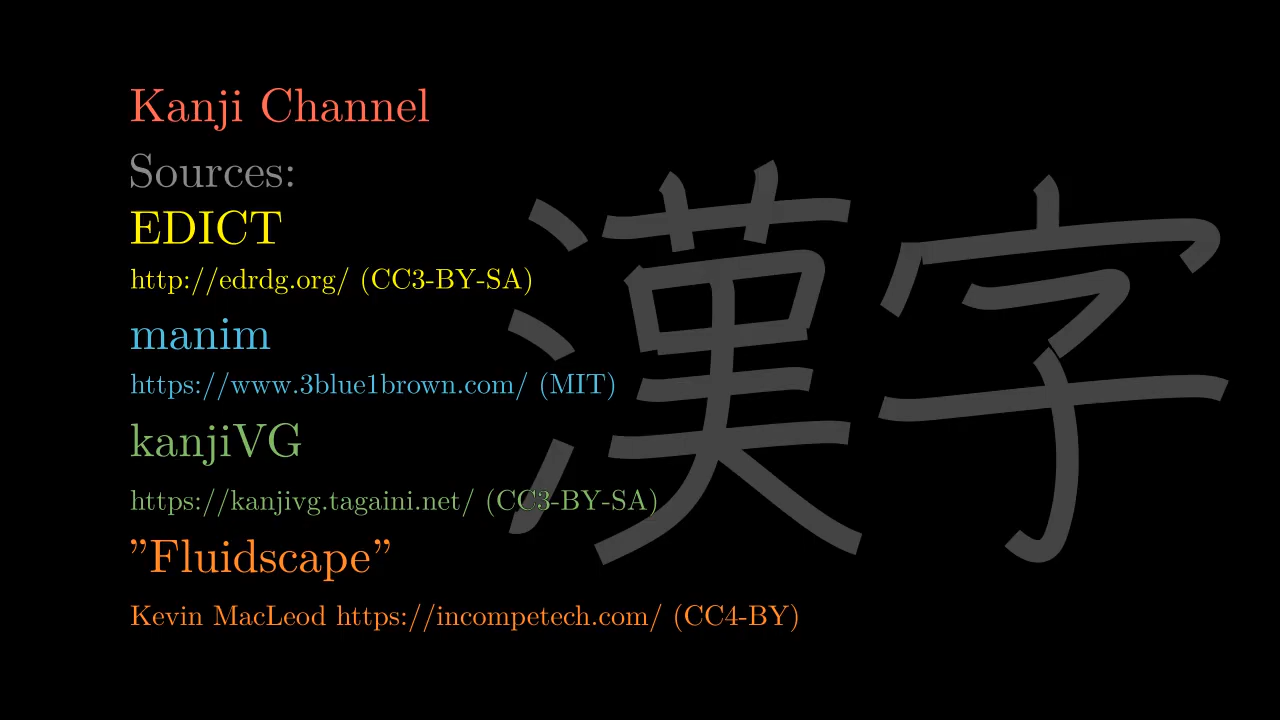 Kanji Channel
Sources:
EDICT
http://edrdg.org/ (CC3-BY-SA)
manim
https://www.3blue1brown.com/ (MIT)
kanjiVG
https://kanjivg.tagaini.net/ (CC3-BY-SA)
”Fluidscape”
Kevin MacLeod https://incompetech.com/ (CC4-BY)
漢字